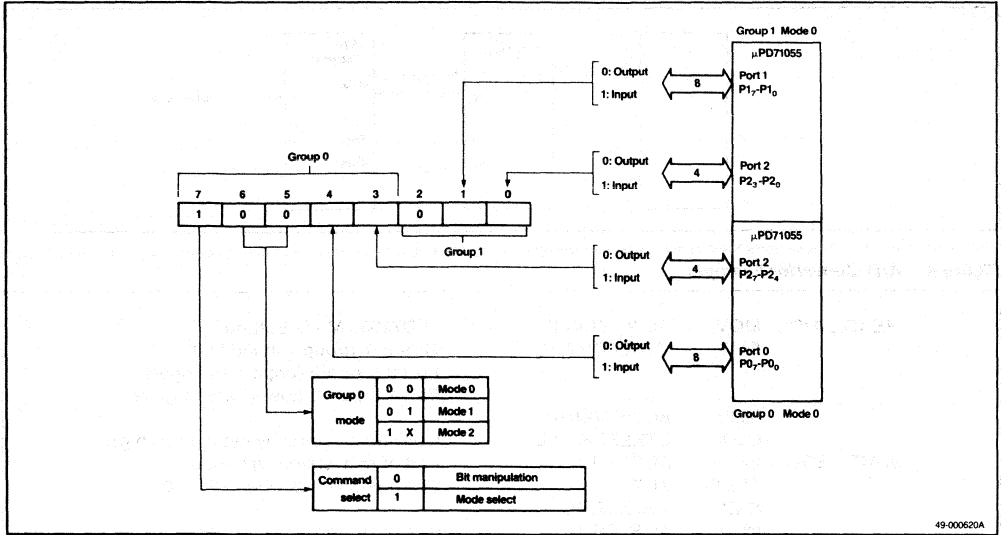 Group 1 Mode 0
μPD71055
0: Output
1: Input
8
Port 1
P1₇-P1₀
Group 0
0: Output
1: Input
4
Port 2
P2₃-P2₀
7 6 5 4 3 2 1 0
1 0 0 0
Group 1
μPD71055
0: Output
1: Input
4
Port 2
P2₇-P2₄
0: Output
1: Input
8
Port 0
P0₇-P0₀
Group 0 mode
0 0 Mode 0
0 1 Mode 1
1 X Mode 2
Group 0 Mode 0
Command select
0 Bit manipulation
1 Mode select
49-000620A